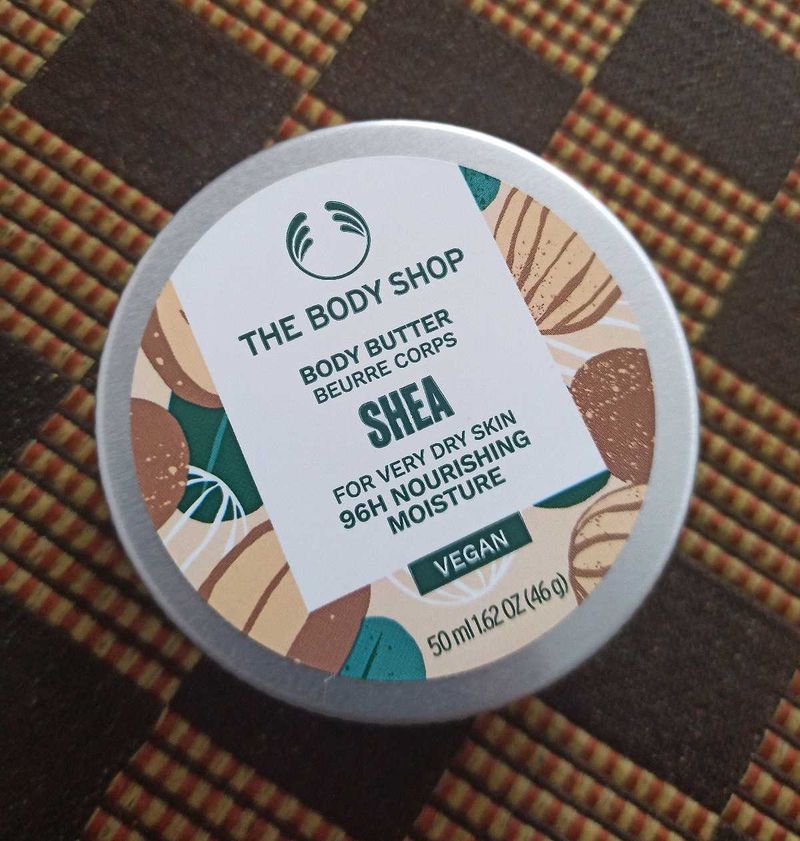 THE BODY SHOP
BODY BUTTER
BEURRE CORPS
SHEA
FOR VERY DRY SKIN
96H NOURISHING
MOISTURE
VEGAN
50 ml 1.62 OZ (46 g)